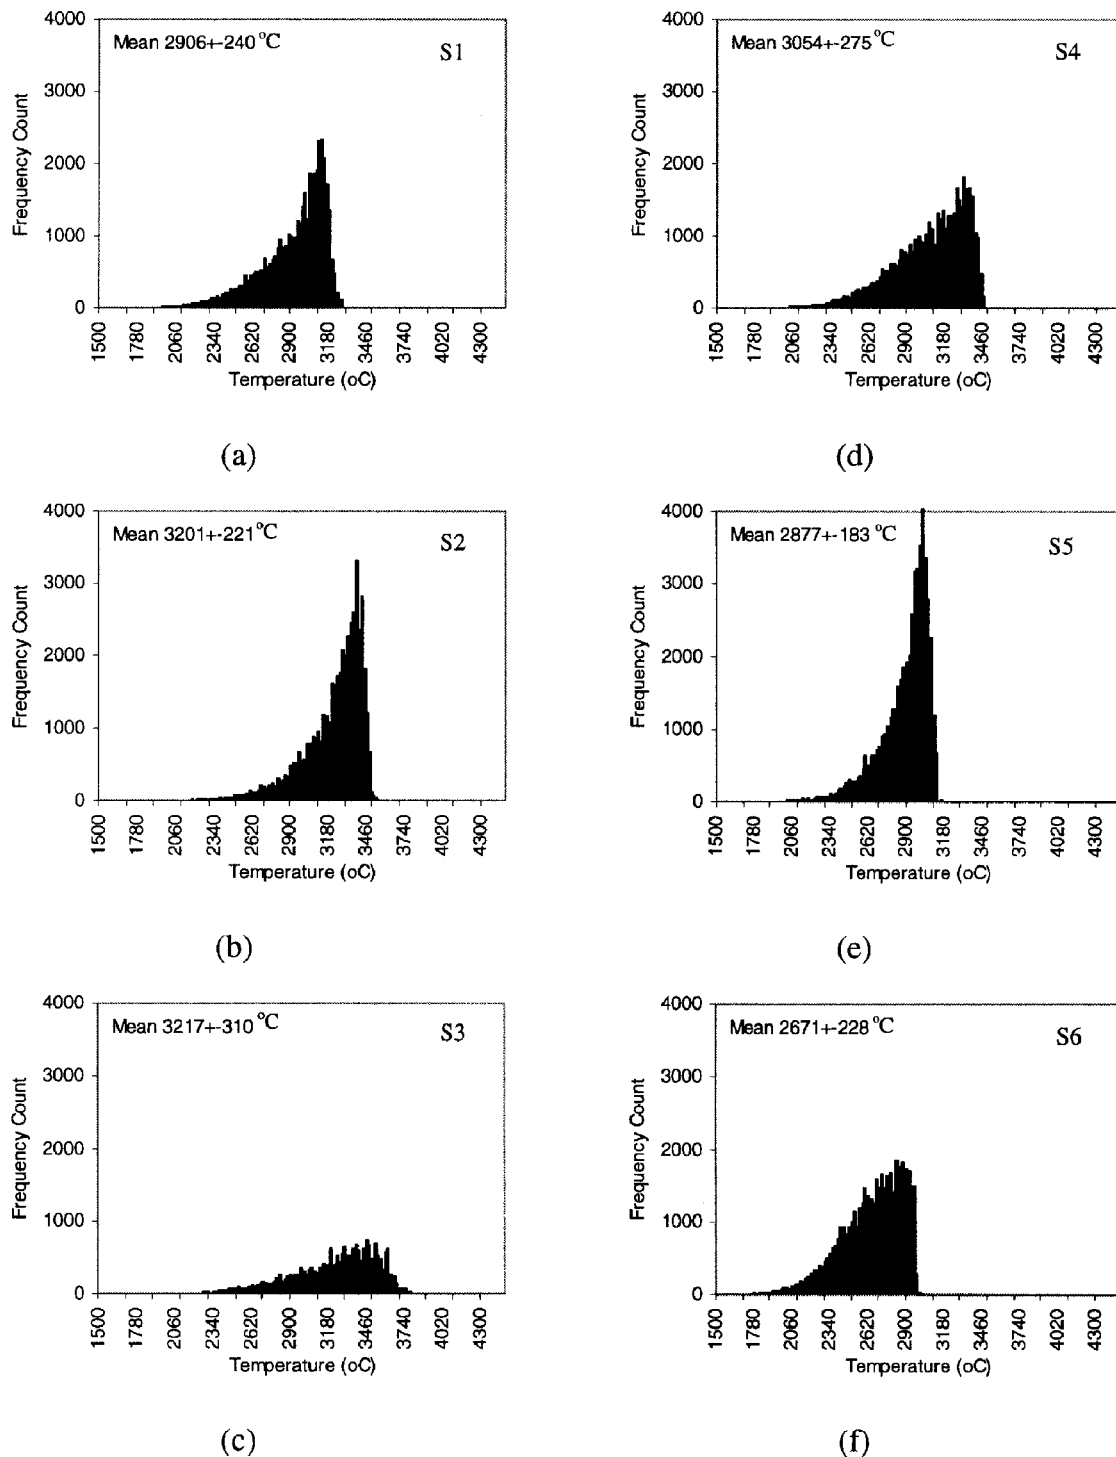 4000
Mean 2906+-240 °C
S1
3000
2000
1000
0
Frequency Count
1500 1780 2060 2340 2620 2900 3180 3460 3740 4020 4300
Temperature (oC)
(a)
4000
Mean 3054+-275 °C
S4
3000
2000
1000
0
Frequency Count
1500 1780 2060 2340 2620 2900 3180 3460 3740 4020 4300
Temperature (oC)
(d)
4000
Mean 3201+-221 °C
S2
3000
2000
1000
0
Frequency Count
1500 1780 2060 2340 2620 2900 3180 3460 3740 4020 4300
Temperature (oC)
(b)
4000
Mean 2877+-183 °C
S5
3000
2000
1000
0
Frequency Count
1500 1780 2060 2340 2620 2900 3180 3460 3740 4020 4300
Temperature (oC)
(e)
4000
Mean 3217+-310 °C
S3
3000
2000
1000
0
Frequency Count
1500 1780 2060 2340 2620 2900 3180 3460 3740 4020 4300
Temperature (oC)
(c)
4000
Mean 2671+-228 °C
S6
3000
2000
1000
0
Frequency Count
1500 1780 2060 2340 2620 2900 3180 3460 3740 4020 4300
Temperature (oC)
(f)